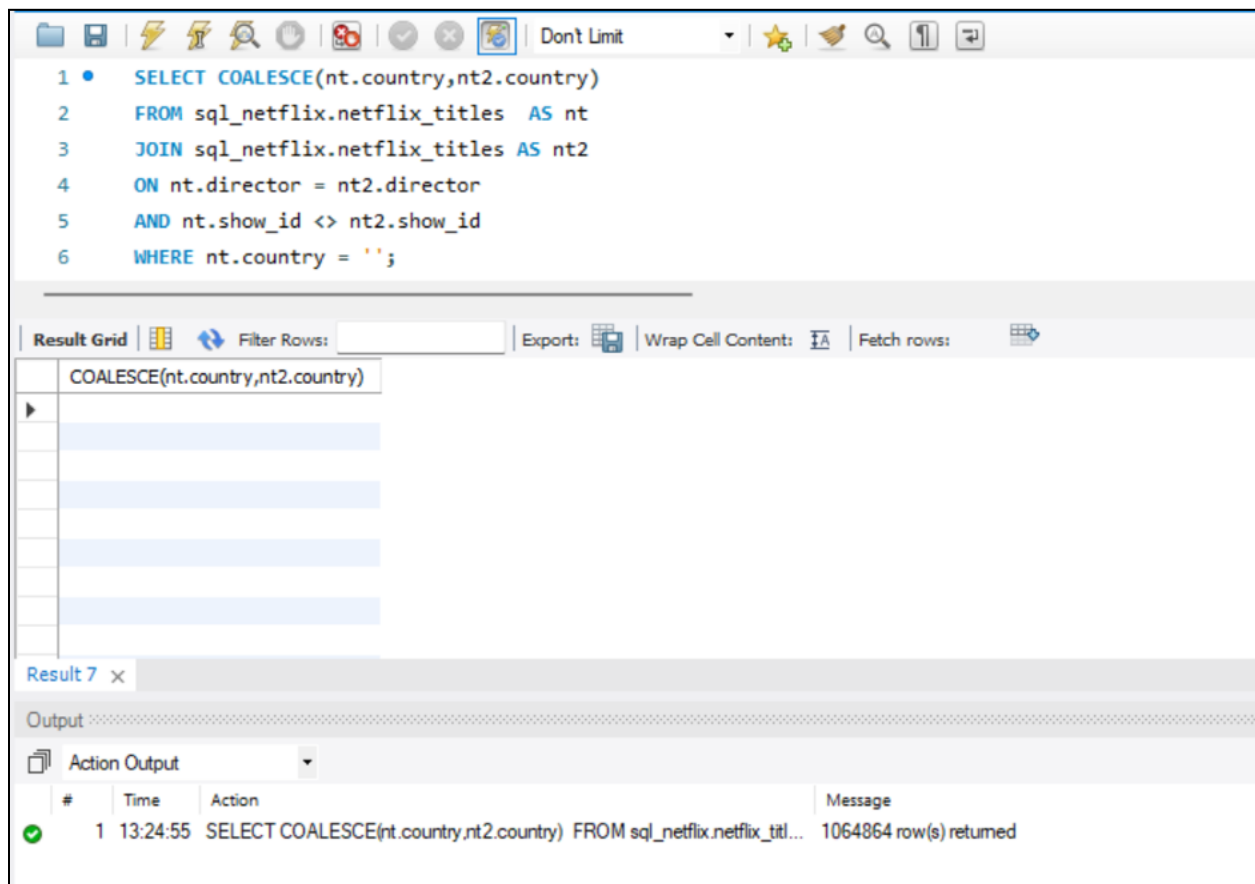 Don't Limit
1 SELECT COALESCE(nt.country,nt2.country)
2 FROM sql_netflix.netflix_titles  AS nt
3 JOIN sql_netflix.netflix_titles AS nt2
4 ON nt.director = nt2.director
5 AND nt.show_id <> nt2.show_id
6 WHERE nt.country = '';
Result Grid Filter Rows: Export: Wrap Cell Content: Fetch rows:
COALESCE(nt.country,nt2.country)
Result 7
Output
Action Output
# Time Action Message
1 13:24:55 SELECT COALESCE(nt.country,nt2.country) FROM sql_netflix.netflix_titl... 1064864 row(s) returned